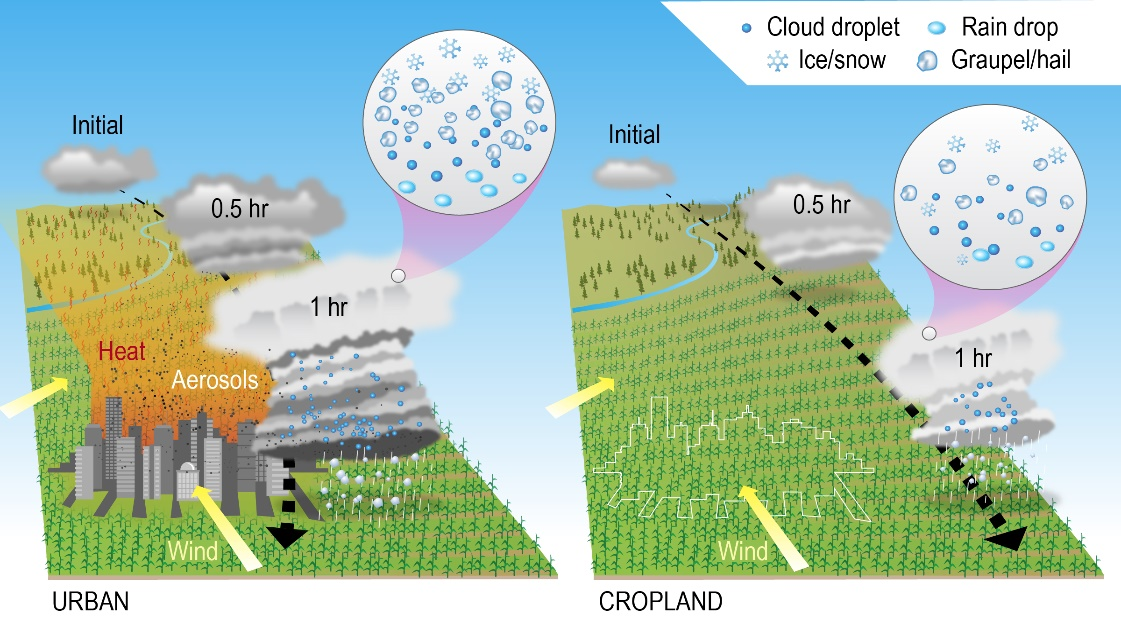 Cloud droplet
Rain drop
Ice/snow
Graupel/hail
Initial
0.5 hr
1 hr
Heat
Aerosols
Wind
URBAN
Initial
0.5 hr
1 hr
Wind
CROPLAND